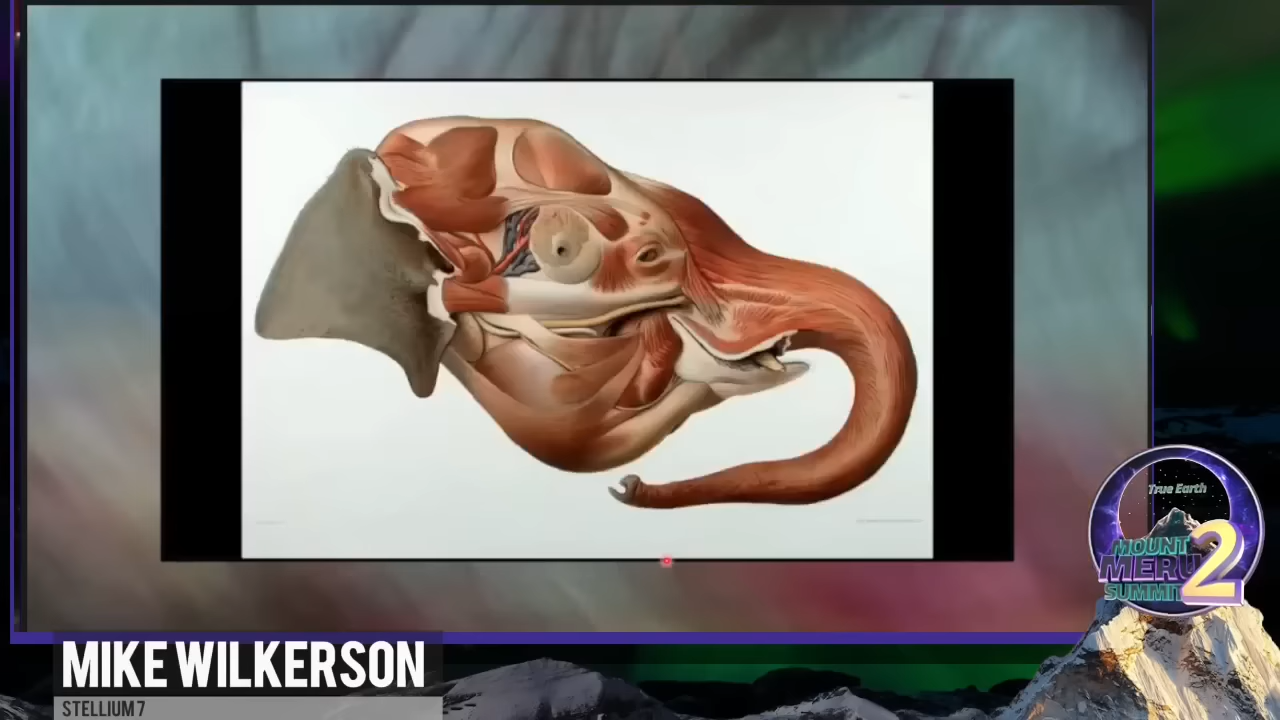 True Earth
MOUNT
MERU
SUMMIT
2
MIKE WILKERSON
STELLIUM 7